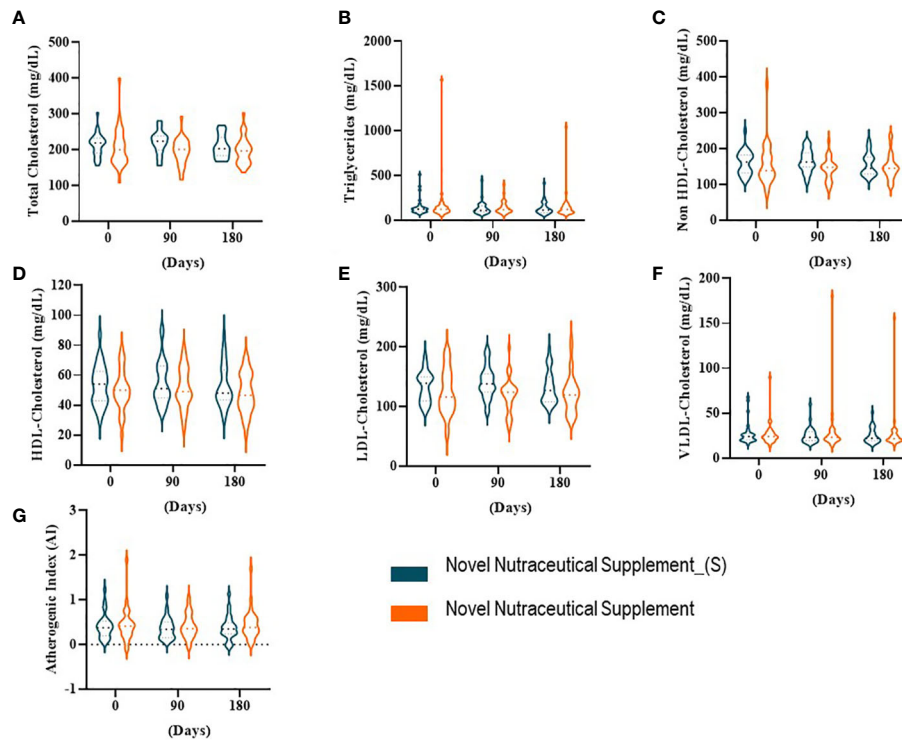 A
Total Cholesterol (mg/dL)
500
400
300
200
100
0
0 90 180
(Days)
B
Triglycerides (mg/dL)
2000
1500
1000
500
0
0 90 180
(Days)
C
Non HDL-Cholesterol (mg/dL)
500
400
300
200
100
0
0 90 180
(Days)
D
HDL-Cholesterol (mg/dL)
120
100
80
60
40
20
0
0 90 180
(Days)
E
LDL-Cholesterol (mg/dL)
300
200
100
0
0 90 180
(Days)
F
VLDL-Cholesterol (mg/dL)
200
150
100
50
0
0 90 180
(Days)
G
Atherogenic Index (AI)
3
2
1
0
-1
0 90 180
(Days)
Novel Nutraceutical Supplement_(S)
Novel Nutraceutical Supplement